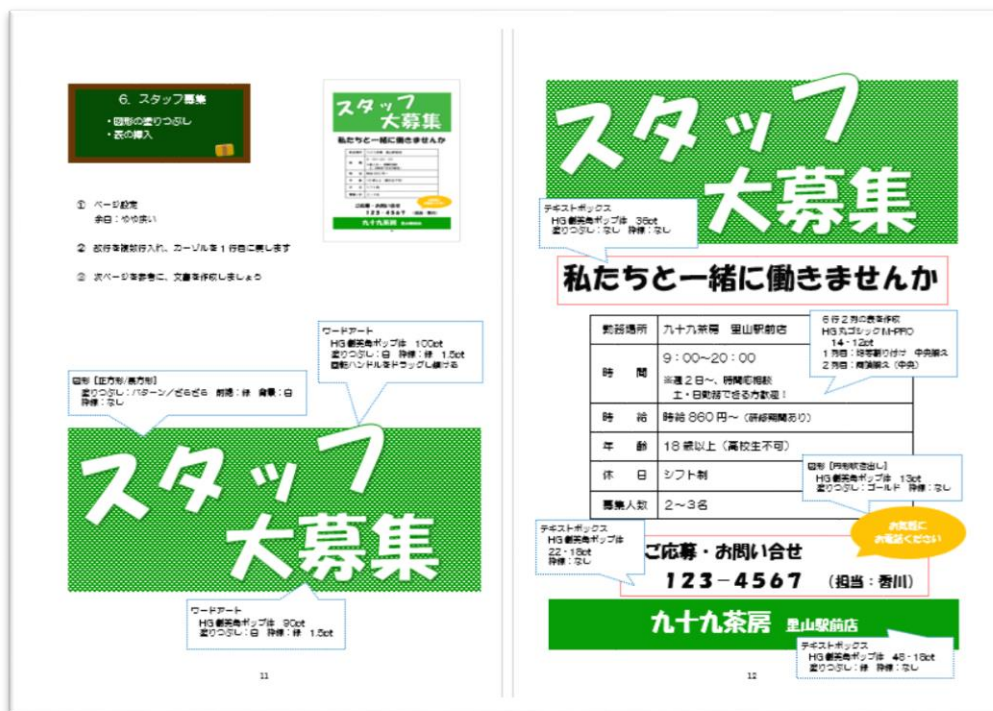 6. スタッフ募集
・図形の塗りつぶし
・表の挿入
スタッフ
大募集
私たちと一緒に働きませんか
ご応募・お問い合せ
123-4567 (担当:香川)
九十九茶房
① ページ設定
余白:やや狭い
② 改行を複数行入れ、カーソルを1行目に戻します
③ 次ページを参考に、文書を作成しましょう
ワードアート
HG創英角ポップ体 100pt
塗りつぶし:白 枠線:緑 1.5pt
回転ハンドルをドラッグし傾ける
図形[正方形/長方形]
塗りつぶし:パターン/ざらざら 前景:緑 背景:白
枠線:なし
スタッフ
大募集
ワードアート
HG創英角ポップ体 90pt
塗りつぶし:白 枠線:緑 1.5pt
11
スタッフ
大募集
テキストボックス
HG創英角ポップ体 36pt
塗りつぶし:なし 枠線:なし
私たちと一緒に働きませんか
勤務場所 九十九茶房 里山駅前店
時間 9:00~20:00
※週2日~、時間応相談
土・日勤務できる方歓迎!
時給 時給860円~(研修期間あり)
年齢 18歳以上(高校生不可)
休日 シフト制
募集人数 2~3名
6行2列の表を作成
HG丸ゴシックM-PRO
14・12pt
1列目:均等割り付け 中央揃え
2列目:両端揃え(中央)
図形[円形吹き出し]
HG創英角ポップ体 13pt
塗りつぶし:ゴールド 枠線:なし
お気軽に
お電話ください
テキストボックス
HG創英角ポップ体
22・18pt
枠線:なし
ご応募・お問い合せ
123-4567 (担当:香川)
九十九茶房 里山駅前店
テキストボックス
HG創英角ポップ体 48・18pt
塗りつぶし:緑 枠線:なし
12